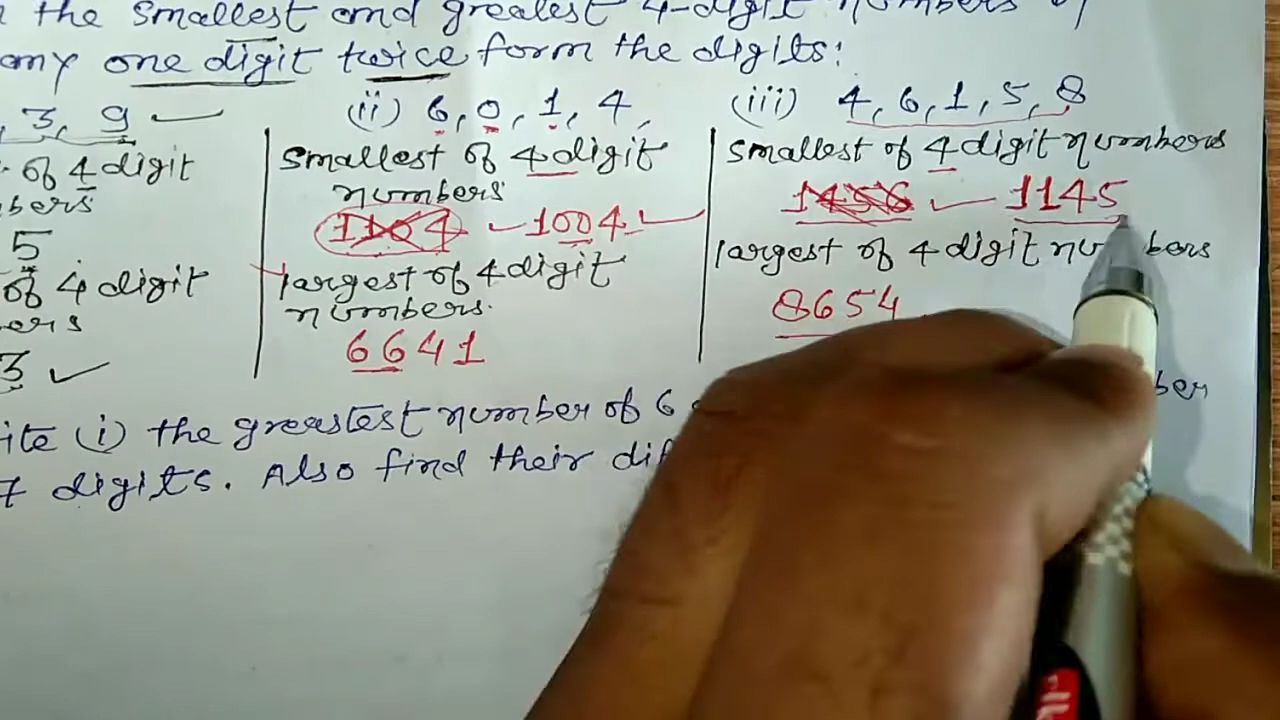 the smallest and greatest 4-digit numbers
any one digit twice form the digits:
, 3, 9 (ii) 6, 0, 1, 4, (iii) 4, 6, 1, 5, 8
of 4 digit
bers
5
of 4 digit
bers
3
smallest of 4 digit
numbers
1104 1004
largest of 4 digit
numbers.
6641
smallest of 4 digit numbers
1456 1145
largest of 4 digit
8654
ite (i) the greastest number of 6
7 digits. Also find their dif